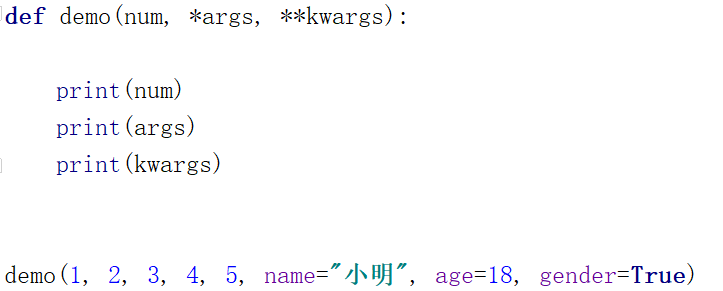 def demo(num, *args, **kwargs):
    print(num)
    print(args)
    print(kwargs)
demo(1, 2, 3, 4, 5, name="小明", age=18, gender=True)